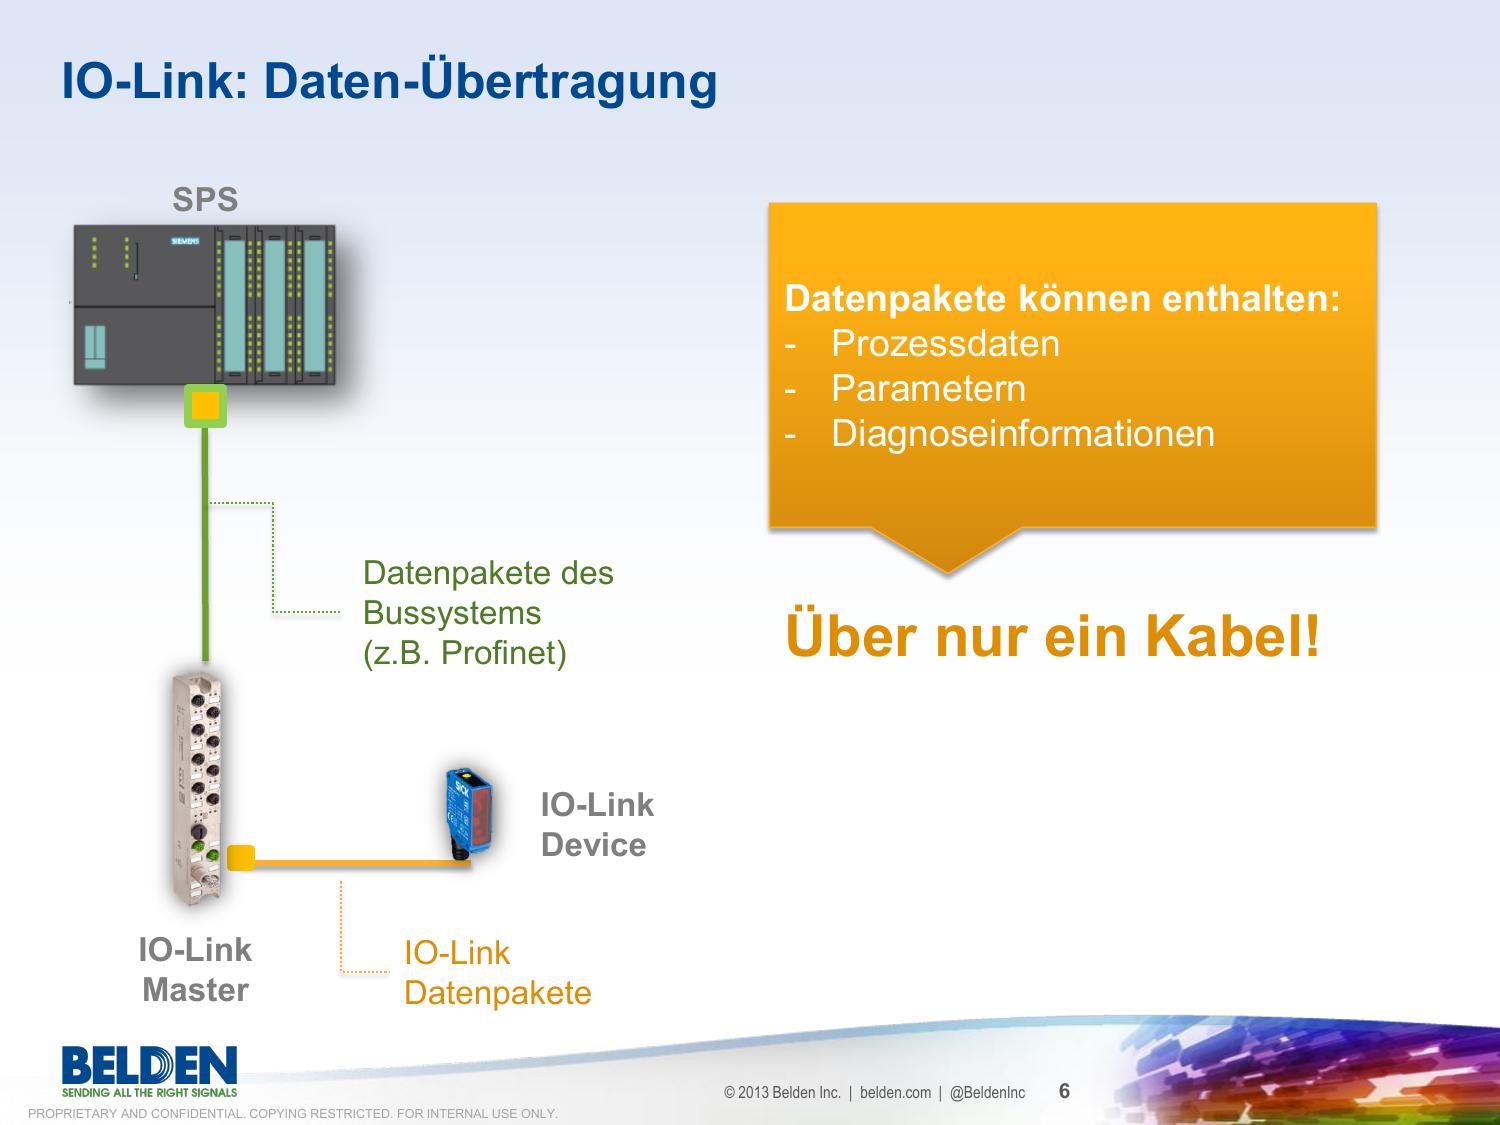 IO-Link: Daten-Übertragung
SPS
SIEMENS
Datenpakete können enthalten:
- Prozessdaten
- Parametern
- Diagnoseinformationen
Datenpakete des
Bussystems
(z.B. Profinet)
Über nur ein Kabel!
SICK
IO-Link
Device
IO-Link
Master
IO-Link
Datenpakete
BELDEN
SENDING ALL THE RIGHT SIGNALS
© 2013 Belden Inc. | belden.com | @BeldenInc 6
PROPRIETARY AND CONFIDENTIAL. COPYING RESTRICTED. FOR INTERNAL USE ONLY.